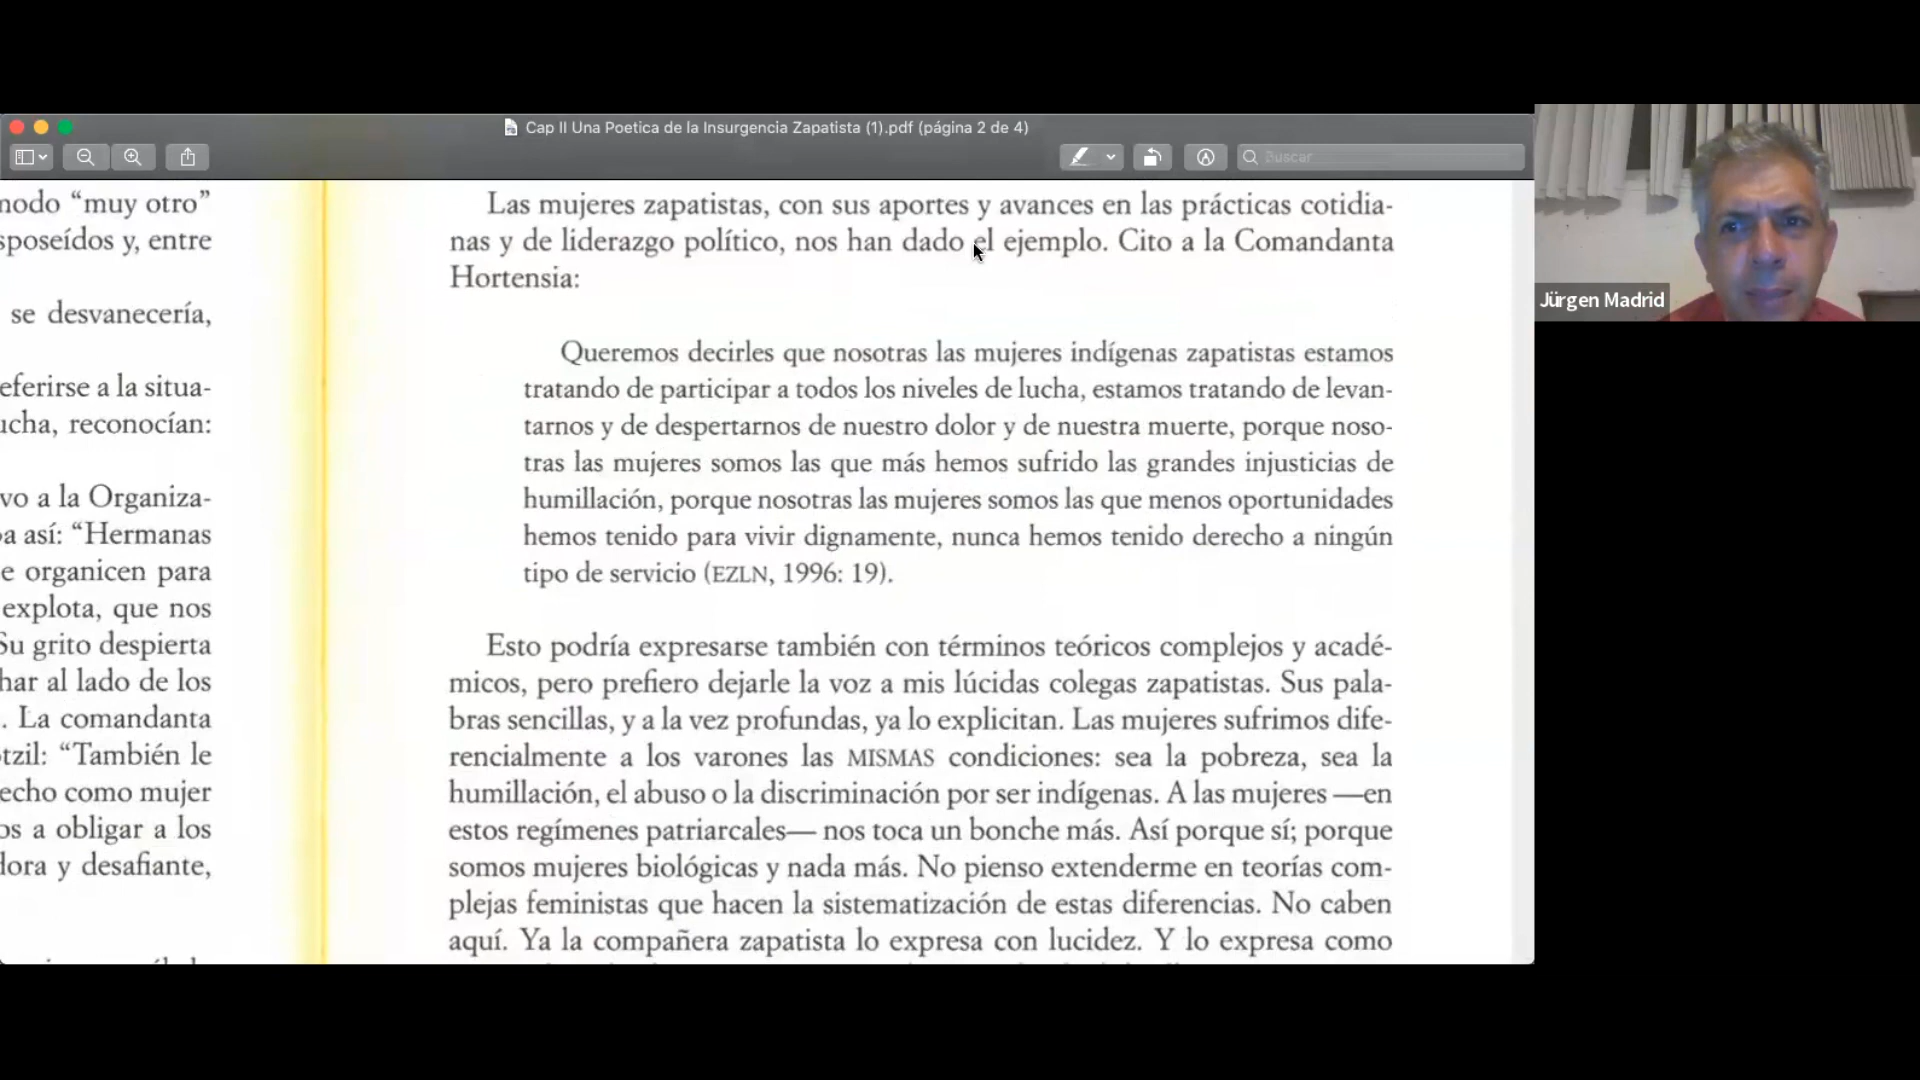 Cap II Una Poetica de la Insurgencia Zapatista (1).pdf (página 2 de 4)
Buscar
modo “muy otro”
sposeídos y, entre
se desvanecería,
eferirse a la situa-
ucha, reconocían:
vo a la Organiza-
ba así: “Hermanas
e organicen para
explota, que nos
Su grito despierta
har al lado de los
. La comandanta
otzil: “También le
echo como mujer
os a obligar a los
dora y desafiante,
Las mujeres zapatistas, con sus aportes y avances en las prácticas cotidia-
nas y de liderazgo político, nos han dado el ejemplo. Cito a la Comandanta
Hortensia:
Queremos decirles que nosotras las mujeres indígenas zapatistas estamos
tratando de participar a todos los niveles de lucha, estamos tratando de levan-
tarnos y de despertarnos de nuestro dolor y de nuestra muerte, porque noso-
tras las mujeres somos las que más hemos sufrido las grandes injusticias de
humillación, porque nosotras las mujeres somos las que menos oportunidades
hemos tenido para vivir dignamente, nunca hemos tenido derecho a ningún
tipo de servicio (EZLN, 1996: 19).
Esto podría expresarse también con términos teóricos complejos y acadé-
micos, pero prefiero dejarle la voz a mis lúcidas colegas zapatistas. Sus pala-
bras sencillas, y a la vez profundas, ya lo explicitan. Las mujeres sufrimos dife-
rencialmente a los varones las MISMAS condiciones: sea la pobreza, sea la
humillación, el abuso o la discriminación por ser indígenas. A las mujeres —en
estos regímenes patriarcales— nos toca un bonche más. Así porque sí; porque
somos mujeres biológicas y nada más. No pienso extenderme en teorías com-
plejas feministas que hacen la sistematización de estas diferencias. No caben
aquí. Ya la compañera zapatista lo expresa con lucidez. Y lo expresa como
Jürgen Madrid